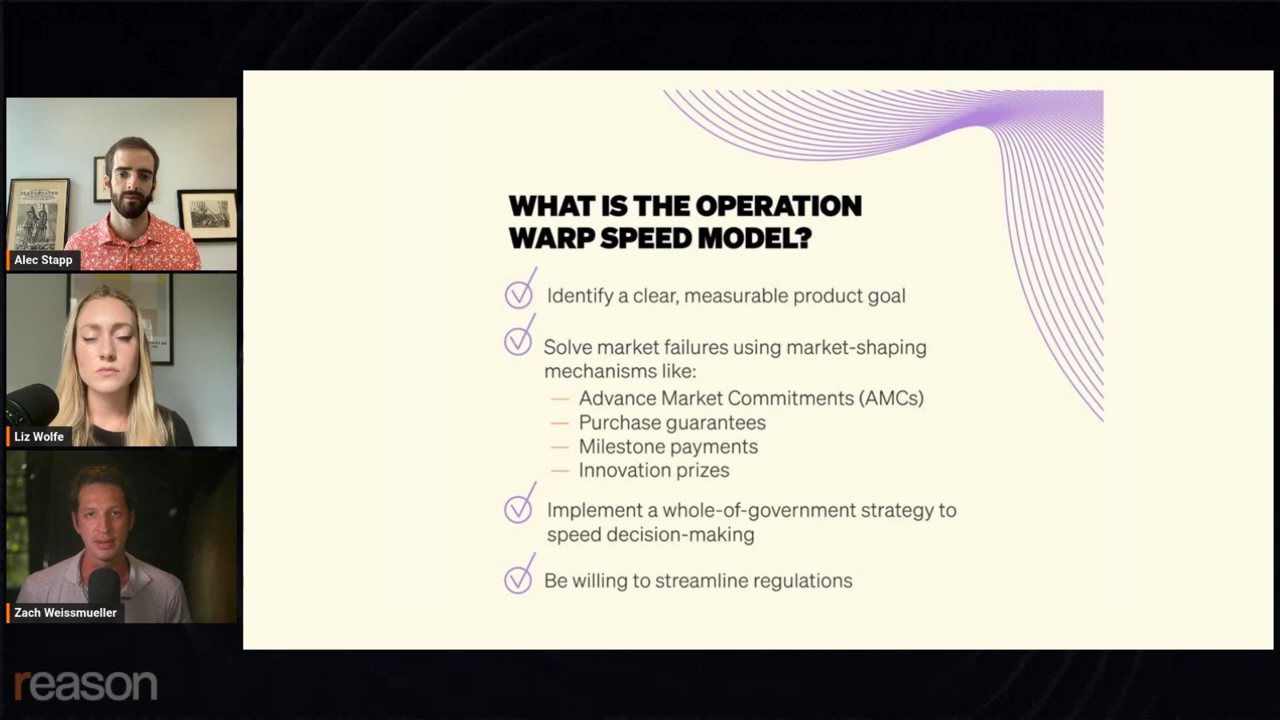 Alec Stapp
Liz Wolfe
Zach Weissmueller
reason
WHAT IS THE OPERATION
WARP SPEED MODEL?
Identify a clear, measurable product goal
Solve market failures using market-shaping
mechanisms like:
— Advance Market Commitments (AMCs)
— Purchase guarantees
— Milestone payments
— Innovation prizes
Implement a whole-of-government strategy to
speed decision-making
Be willing to streamline regulations